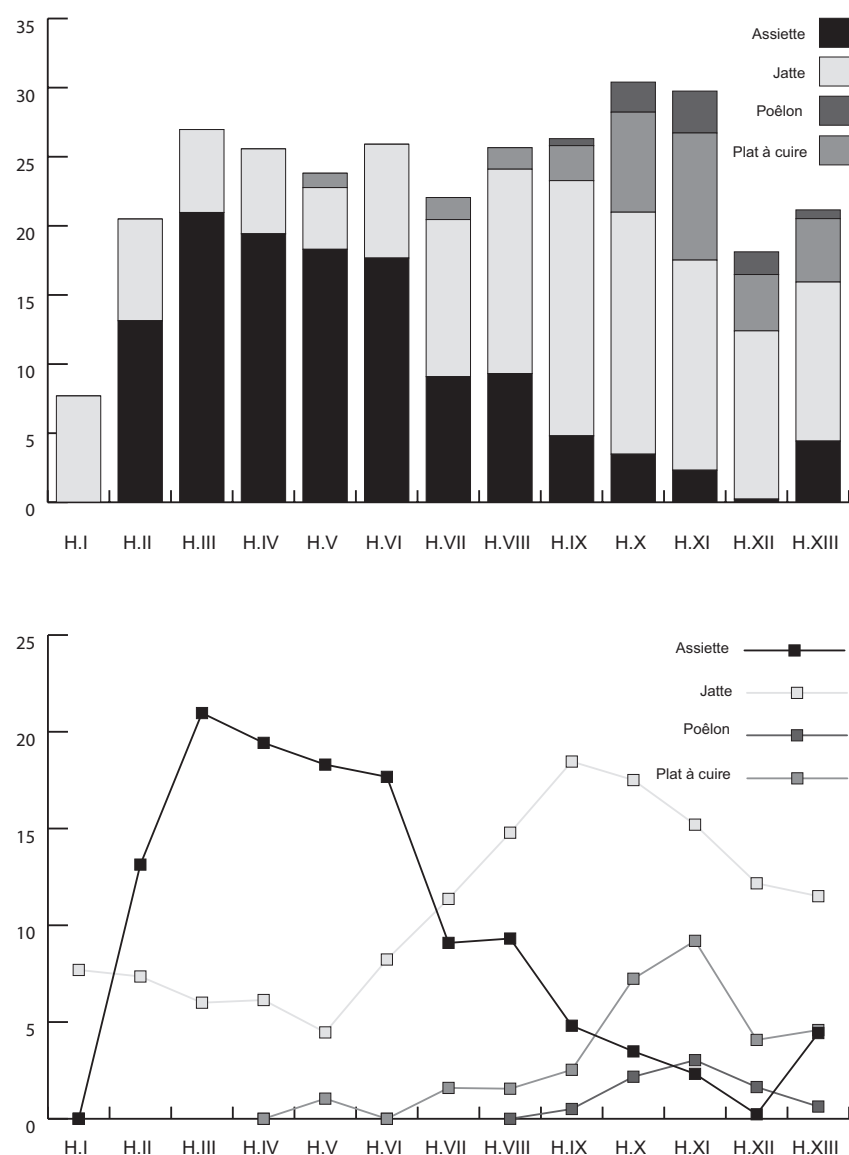 35
30
25
20
15
10
5
0
Assiette
Jatte
Poêlon
Plat à cuire
H.I H.II H.III H.IV H.V H.VI H.VII H.VIII H.IX H.X H.XI H.XII H.XIII
25
20
15
10
5
0
Assiette
Jatte
Poêlon
Plat à cuire
H.I H.II H.III H.IV H.V H.VI H.VII H.VIII H.IX H.X H.XI H.XII H.XIII